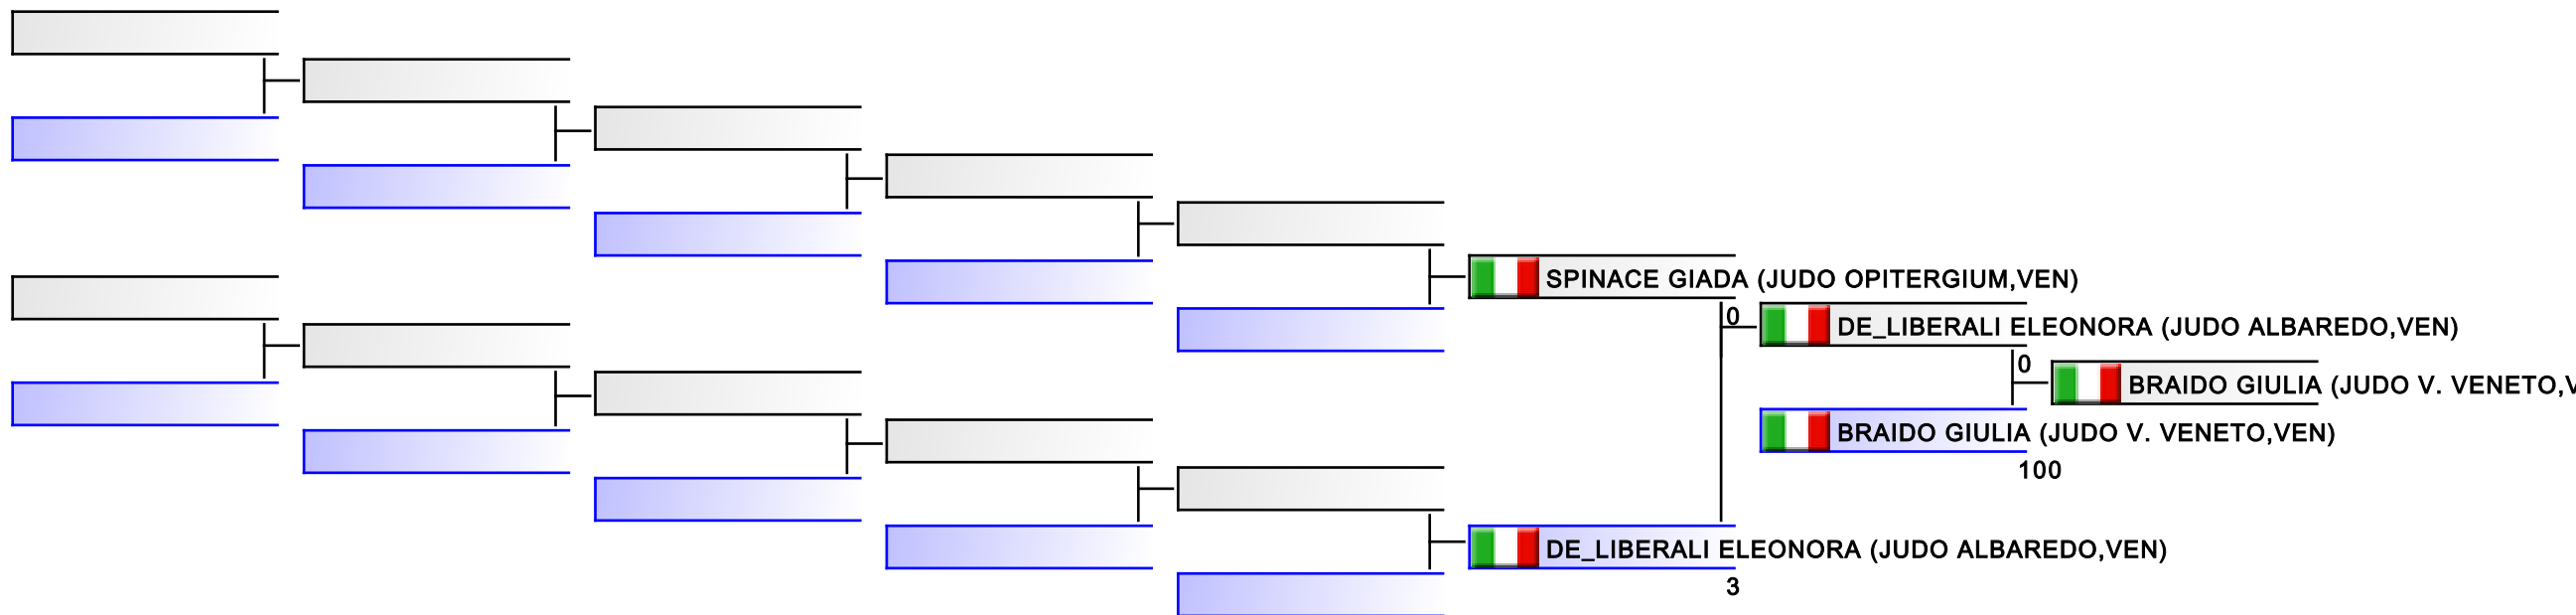 SPINACE GIADA (JUDO OPITERGIUM,VEN)
0
DE_LIBERALI ELEONORA (JUDO ALBAREDO,VEN)
0
BRAIDO GIULIA (JUDO V. VENETO,V
BRAIDO GIULIA (JUDO V. VENETO,VEN)
100
DE_LIBERALI ELEONORA (JUDO ALBAREDO,VEN)
3